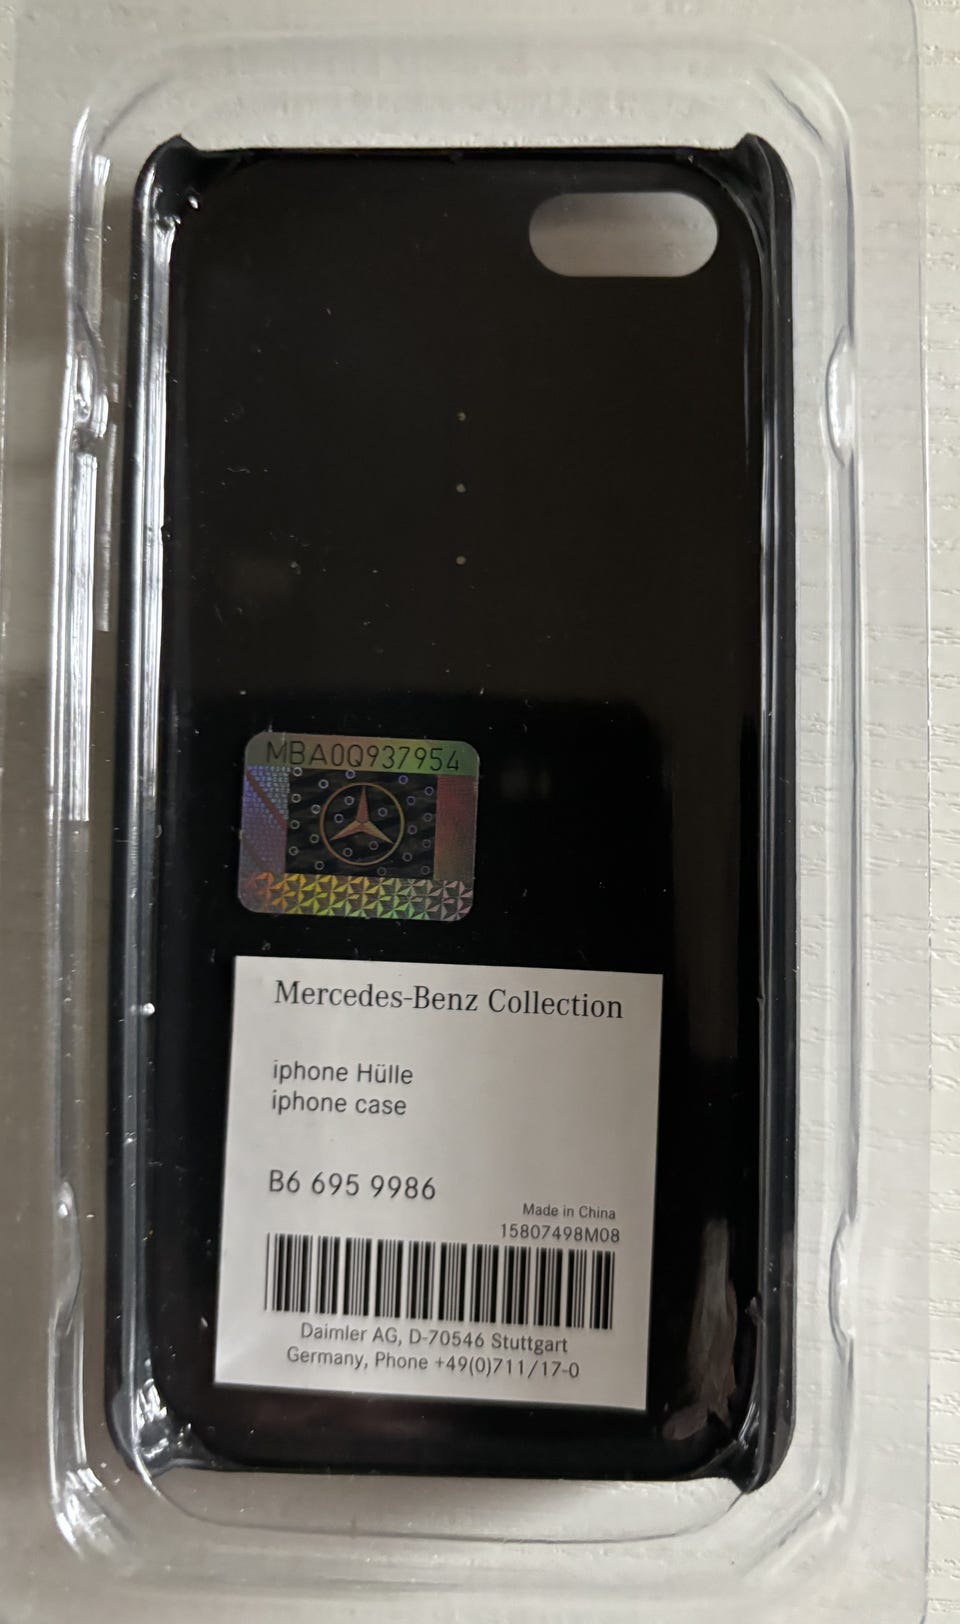 MBA0Q937954
Mercedes-Benz Collection
iphone Hülle
iphone case
B6 695 9986
Made in China
15807498M08
Daimler AG, D-70546 Stuttgart
Germany, Phone +49(0)711/17-0